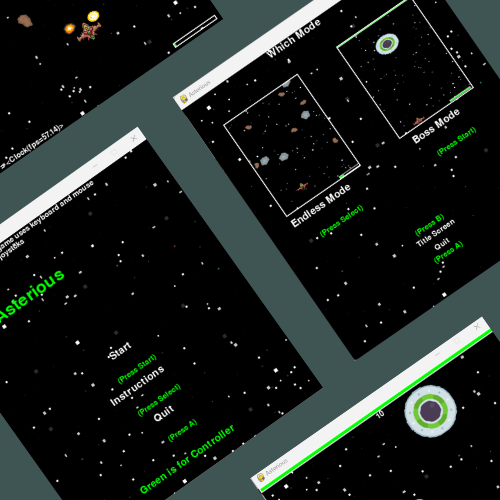 Clock(fps=57.14)>
Asterious
Which Mode
Endless Mode
(Press Select)
Boss Mode
(Press Start)
(Press B)
Title Screen
Quit
(Press A)
game uses keyboard and mouse
Asterious
Start
(Press Start)
Instructions
(Press Select)
Quit
(Press A)
Green is for Controller
Asterious
10